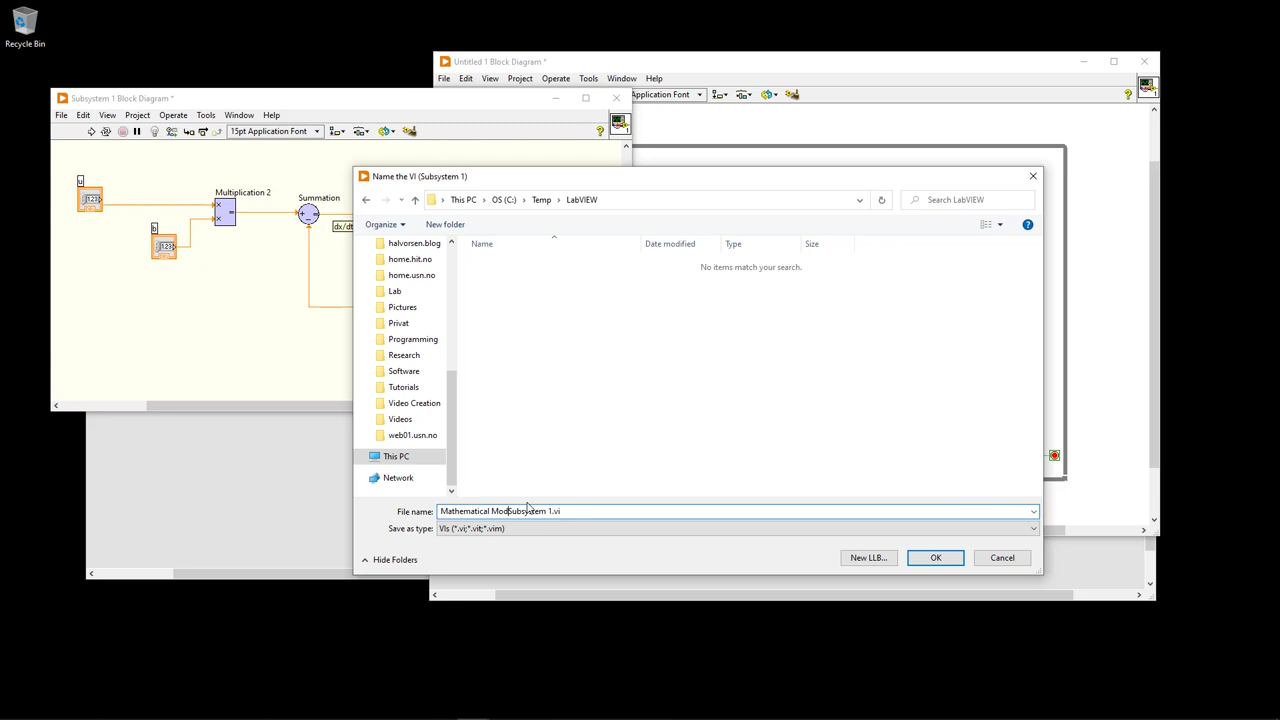 Recycle Bin
Untitled 1 Block Diagram *
File Edit View Project Operate Tools Window Help
Application Font
Subsystem 1 Block Diagram *
File Edit View Project Operate Tools Window Help
15pt Application Font
u
Multiplication 2
Summation
b
dx/dt
Name the VI (Subsystem 1)
This PC OS (C:) Temp LabVIEW
Search LabVIEW
Organize New folder
Name Date modified Type Size
No items match your search.
halvorsen.blog
home.hit.no
home.usn.no
Lab
Pictures
Privat
Programming
Research
Software
Tutorials
Video Creation
Videos
web01.usn.no
This PC
Network
File name: Mathematical ModSubsystem 1.vi
Save as type: VIs (*.vi;*.vit;*.vim)
Hide Folders
New LLB... OK Cancel